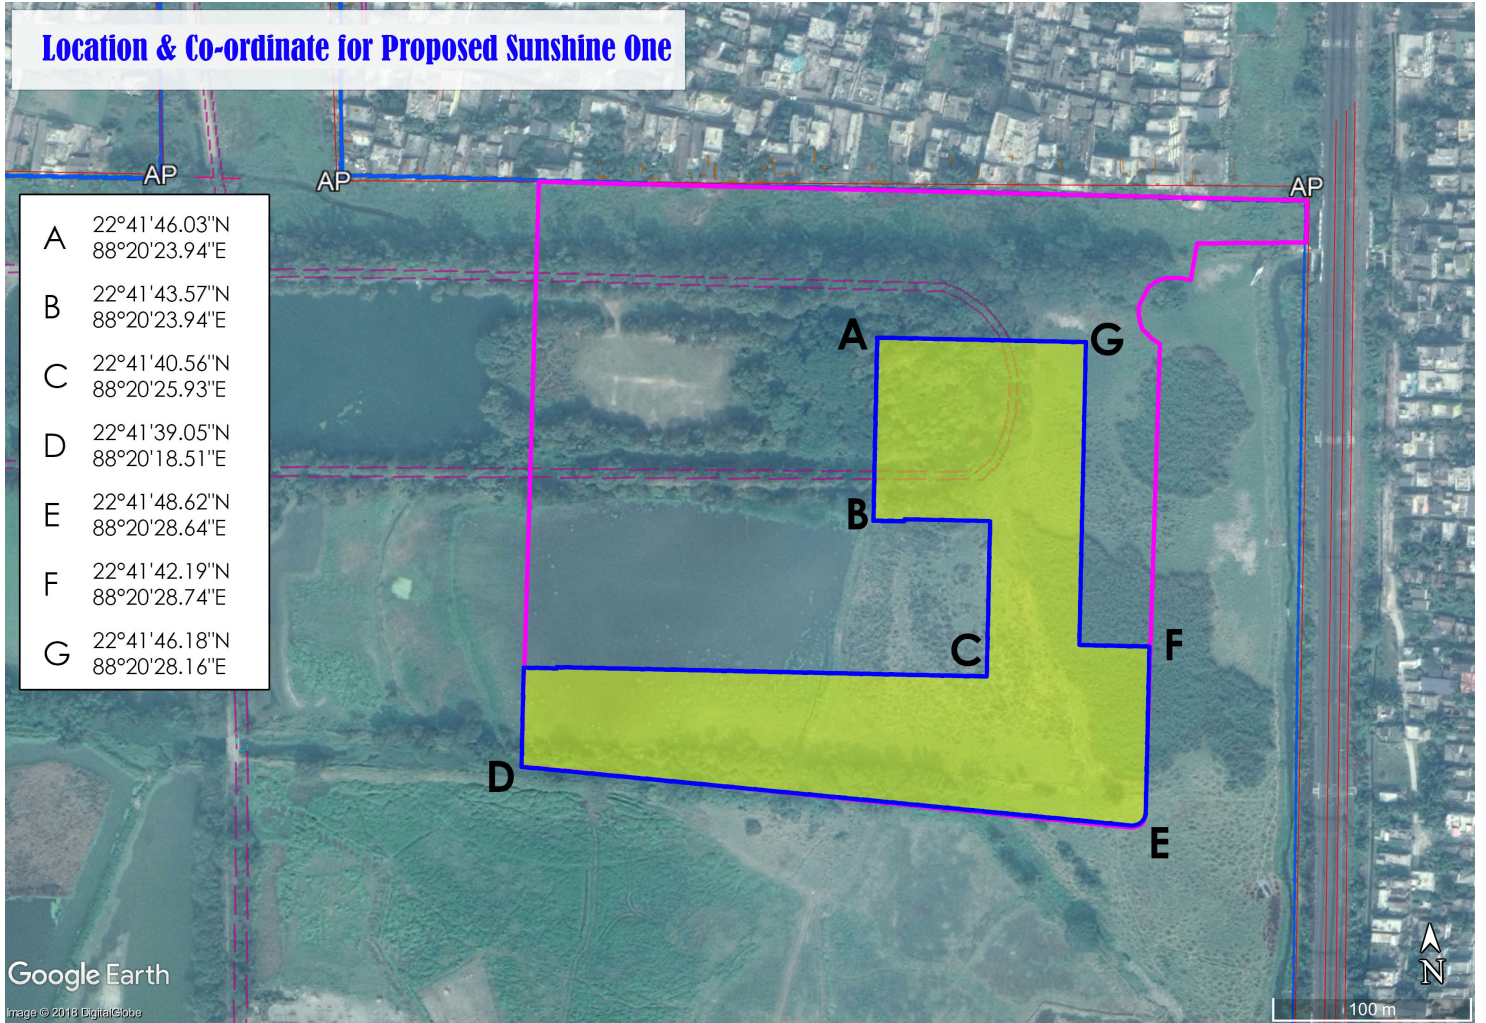 Location & Co-ordinate for Proposed Sunshine One
AP
AP
AP
A
22°41'46.03"N
88°20'23.94"E
B
22°41'43.57"N
88°20'23.94"E
C
22°41'40.56"N
88°20'25.93"E
D
22°41'39.05"N
88°20'18.51"E
E
22°41'48.62"N
88°20'28.64"E
F
22°41'42.19"N
88°20'28.74"E
G
22°41'46.18"N
88°20'28.16"E
A
G
B
C
F
D
E
N
Google Earth
Image © 2018 DigitalGlobe
100 m